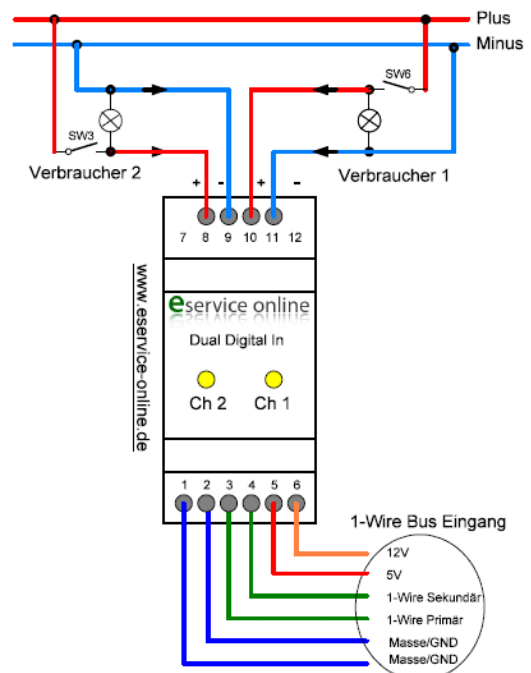 Plus
Minus
SW6
SW3
Verbraucher 2
Verbraucher 1
+ - + -
7 8 9 10 11 12
eservice online
www.eservice-online.de
Dual Digital In
Ch 2 Ch 1
1 2 3 4 5 6
1-Wire Bus Eingang
12V
5V
1-Wire Sekundär
1-Wire Primär
Masse/GND
Masse/GND